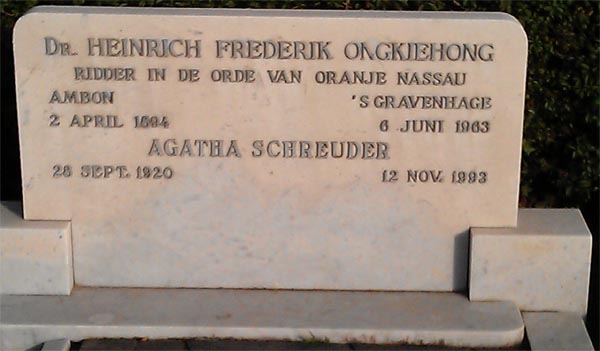 DR. HEINRICH FREDERIK ONGKIEHONG
RIDDER IN DE ORDE VAN ORANJE NASSAU
AMBON 'S GRAVENHAGE
2 APRIL 1894 6 JUNI 1963
AGATHA SCHREUDER
28 SEPT. 1920 12 NOV. 1993